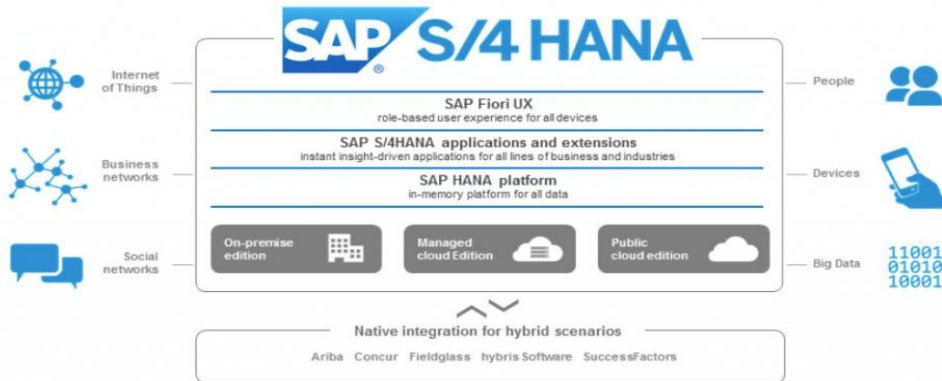 SAP S/4 HANA
®
Internet
of Things
Business
networks
Social
networks
SAP Fiori UX
role-based user experience for all devices
SAP S/4HANA applications and extensions
instant insight-driven applications for all lines of business and industries
SAP HANA platform
in-memory platform for all data
On-premise
edition
Managed
cloud Edition
Public
cloud edition
People
Devices
Big Data
11001
01010
10001
Native integration for hybrid scenarios
Ariba Concur Fieldglass hybris Software SuccessFactors